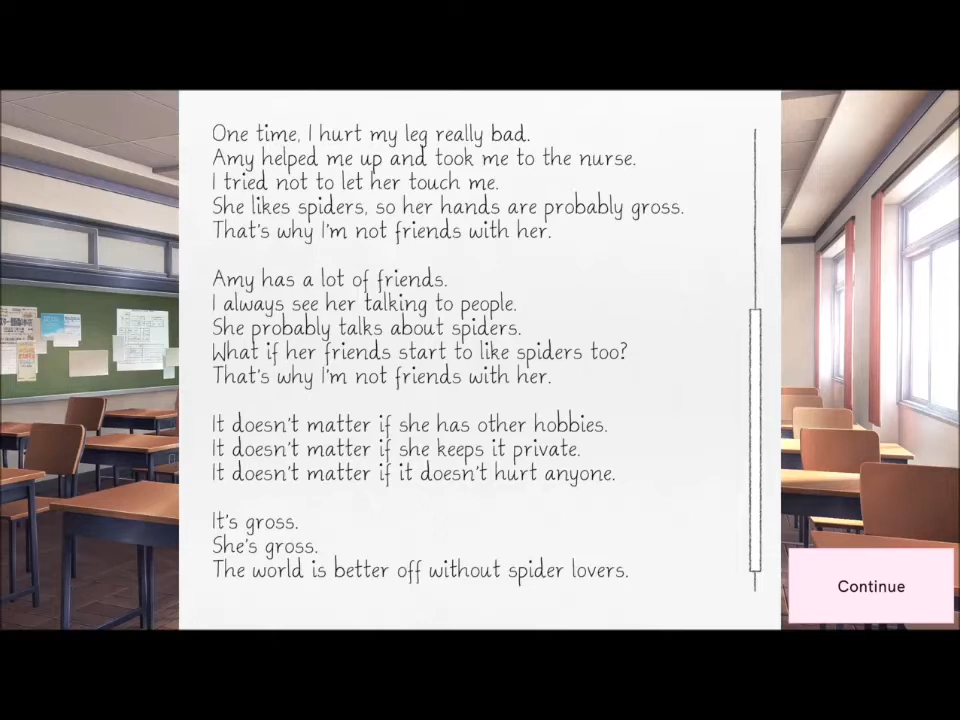 One time, I hurt my leg really bad.
Amy helped me up and took me to the nurse.
I tried not to let her touch me.
She likes spiders, so her hands are probably gross.
That's why I'm not friends with her.
Amy has a lot of friends.
I always see her talking to people.
She probably talks about spiders.
What if her friends start to like spiders too?
That's why I'm not friends with her.
It doesn't matter if she has other hobbies.
It doesn't matter if she keeps it private.
It doesn't matter if it doesn't hurt anyone.
It's gross.
She's gross.
The world is better off without spider lovers.
Continue